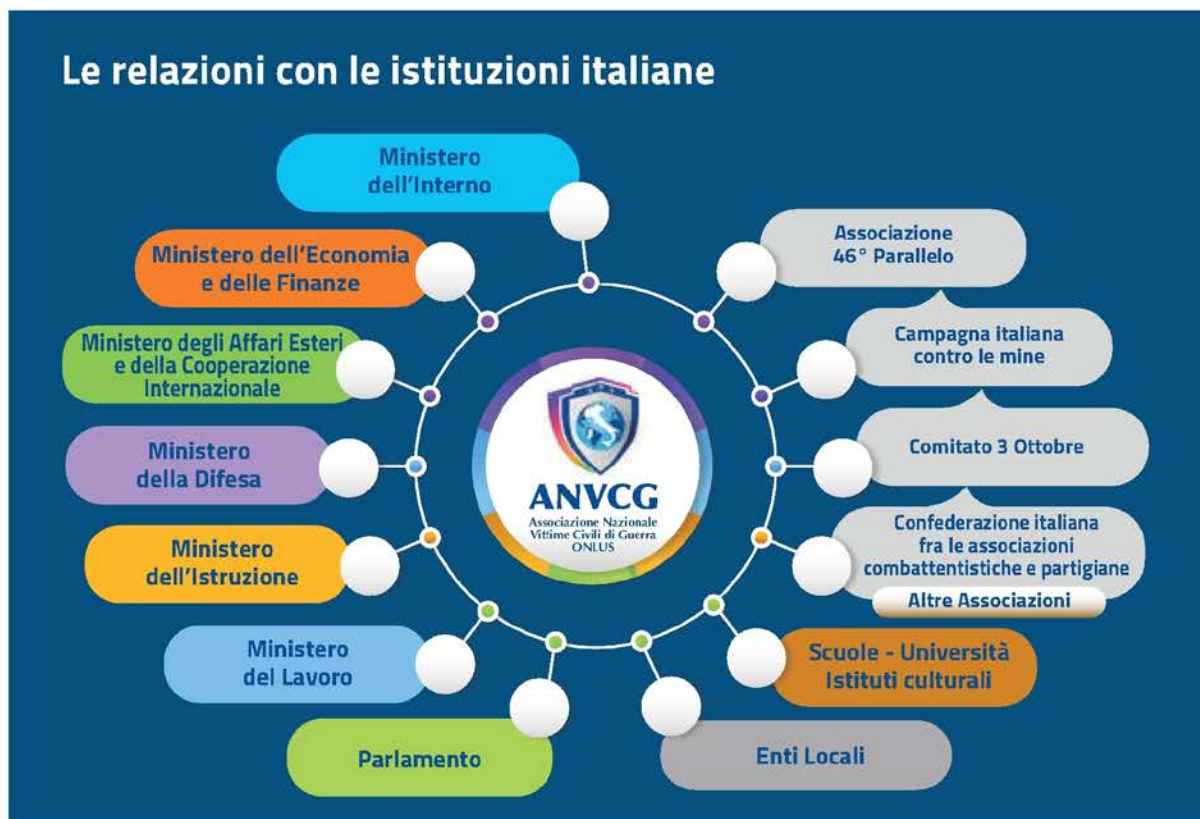 Le relazioni con le istituzioni italiane
Ministero
dell'Interno
Ministero dell'Economia
e delle Finanze
Ministero degli Affari Esteri
e della Cooperazione
Internazionale
Ministero
della Difesa
Ministero
dell'Istruzione
Ministero
del Lavoro
Parlamento
ANVCG
Associazione Nazionale
Vittime Civili di Guerra
ONLUS
Associazione
46° Parallelo
Campagna italiana
contro le mine
Comitato 3 Ottobre
Confederazione italiana
fra le associazioni
combattentistiche e partigiane
Altre Associazioni
Scuole - Università
Istituti culturali
Enti Locali